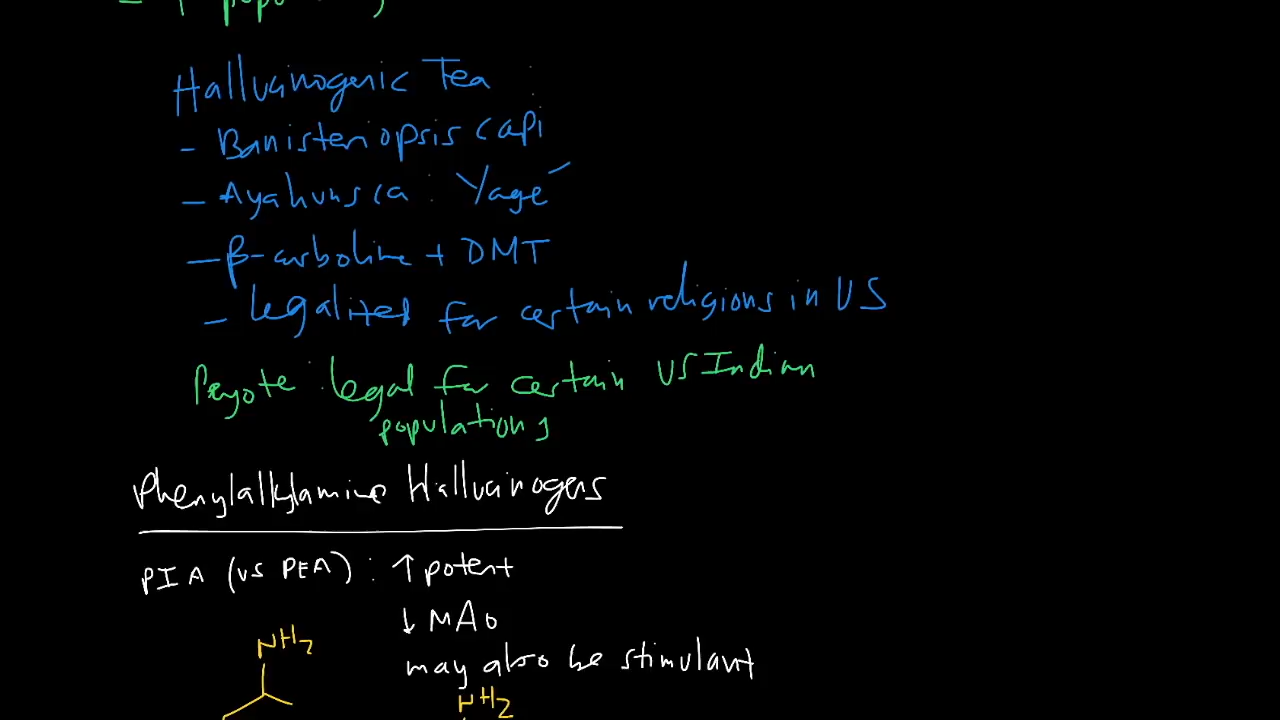 Hallucinogenic Tea :
- Banisteriopsis capi
- Ayahunsca : Yagé
- β-carboline + DMT
- legalized for certain religions in US
Peyote : legal for certain US Indian
populations
Phenylalkylamine Hallucinogens
PIA (vs PEA) : ↑ potent
↓ MAO
may also be stimulant
NH2
NH2